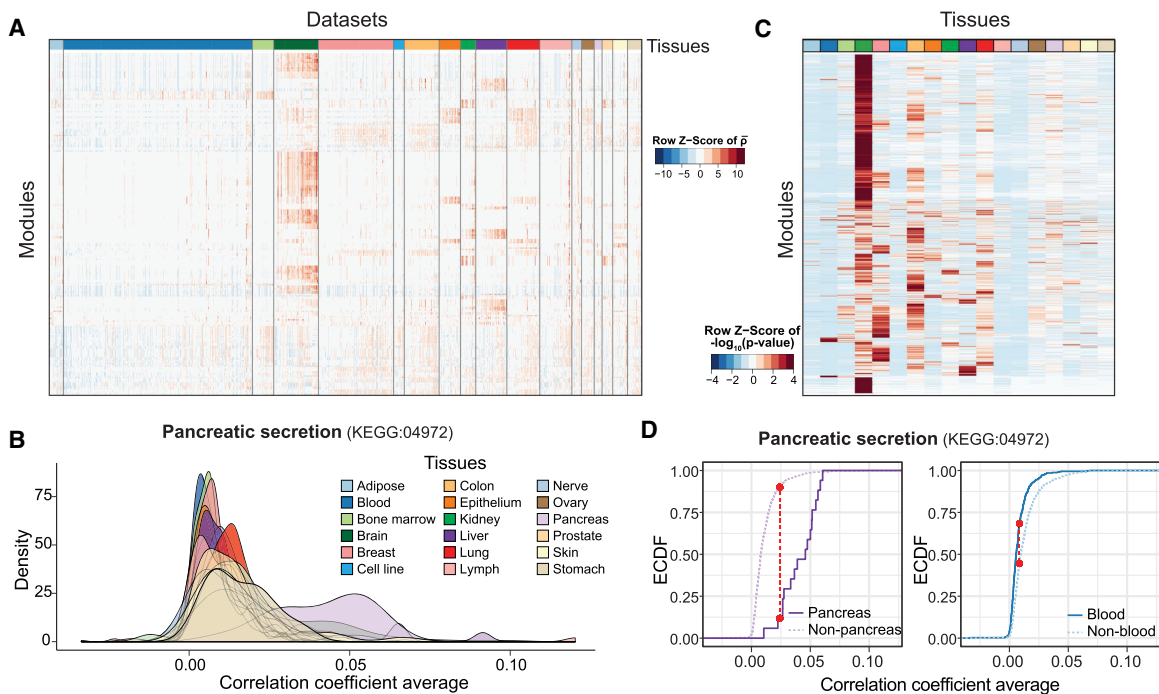 A
Datasets
Tissues
Modules
Row Z−Score of ρ̅
−10 −5 0 5 10
C
Tissues
Modules
Row Z−Score of
-log10(p-value)
−4 −2 0 2 4
B
Pancreatic secretion (KEGG:04972)
Tissues
Adipose
Blood
Bone marrow
Brain
Breast
Cell line
Colon
Epithelium
Kidney
Liver
Lung
Lymph
Nerve
Ovary
Pancreas
Prostate
Skin
Stomach
Density
75
50
25
0
0.00 0.05 0.10
Correlation coefficient average
D
Pancreatic secretion (KEGG:04972)
ECDF
1.00
0.75
0.50
0.25
0.00
Pancreas
Non−pancreas
0.00 0.05 0.10
ECDF
1.00
0.75
0.50
0.25
0.00
Blood
Non−blood
0.00 0.05 0.10
Correlation coefficient average